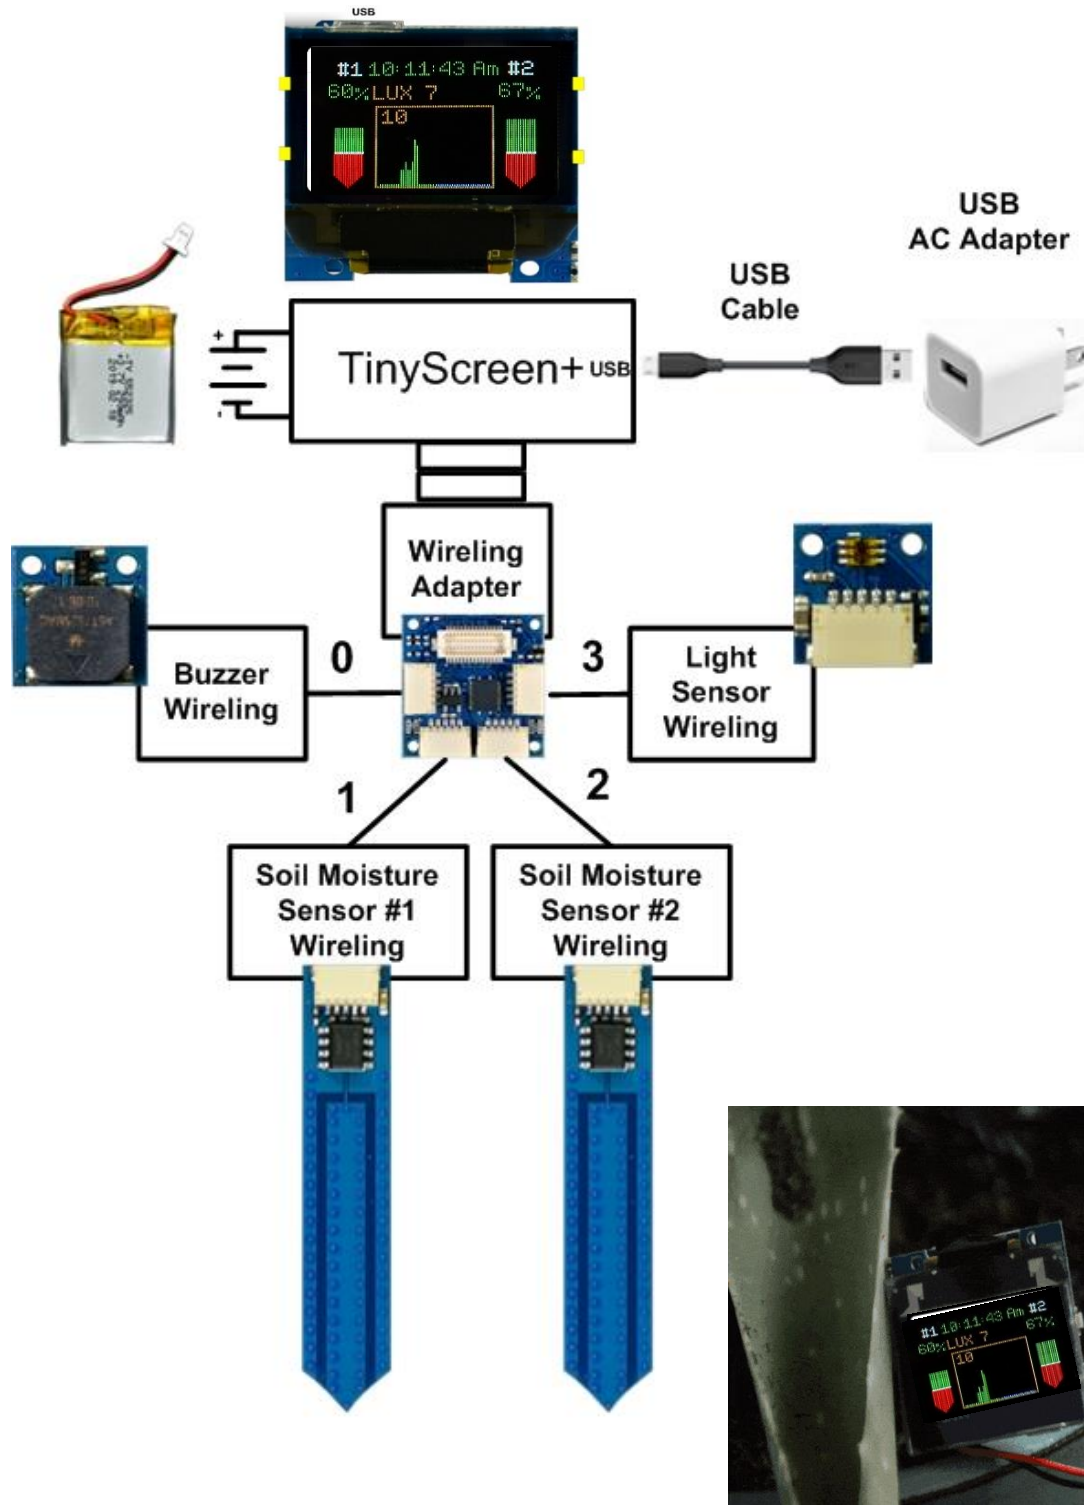 USB
#1 10:11:43 Am #2
60% LUX 7 67%
10
USB
AC Adapter
USB
Cable
+
-
TinyScreen+ USB
Wireling
Adapter
0
3
Buzzer
Wireling
Light
Sensor
Wireling
1
2
Soil Moisture
Sensor #1
Wireling
Soil Moisture
Sensor #2
Wireling
#1 10:11:43 Am #2
60% LUX 7 67%
10